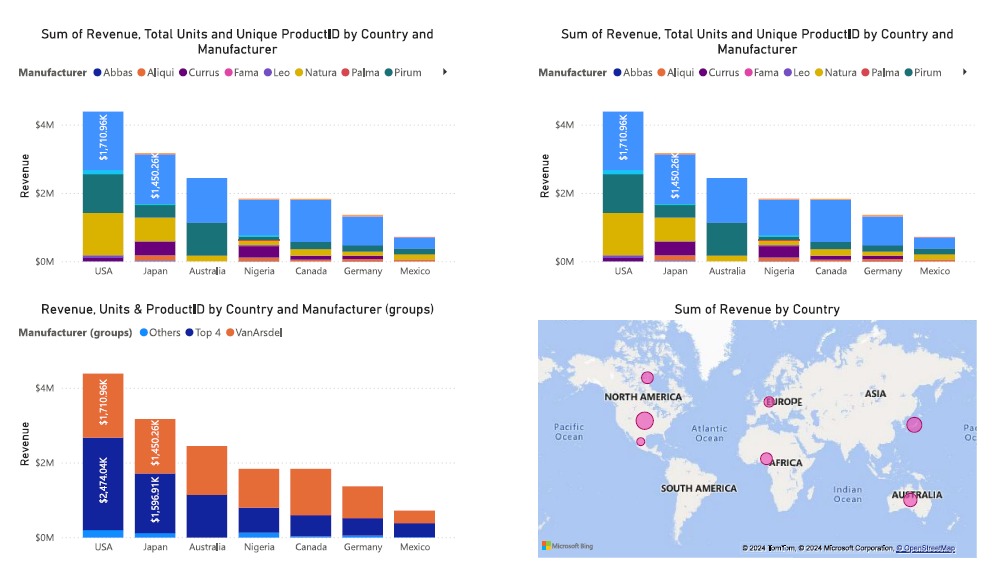 Sum of Revenue, Total Units and Unique ProductID by Country and
Manufacturer
Manufacturer Abbas Aliqui Currus Fama Leo Natura Palma Pirum
$4M
$2M
$0M
Revenue
$1,710.96K
$1,450.26K
USA Japan Australia Nigeria Canada Germany Mexico
Sum of Revenue, Total Units and Unique ProductID by Country and
Manufacturer
Manufacturer Abbas Aliqui Currus Fama Leo Natura Palma Pirum
$4M
$2M
$0M
Revenue
$1,710.96K
$1,450.26K
USA Japan Australia Nigeria Canada Germany Mexico
Revenue, Units & ProductID by Country and Manufacturer (groups)
Manufacturer (groups) Others Top 4 VanArsdel
$4M
$2M
$0M
Revenue
$1,710.96K
$2,474.04K
$1,450.26K
$1,596.91K
USA Japan Australia Nigeria Canada Germany Mexico
Sum of Revenue by Country
NORTH AMERICA
EUROPE
ASIA
Pacific
Ocean
Atlantic
Ocean
Pac
Oce
AFRICA
SOUTH AMERICA
Indian
Ocean
AUSTRALIA
Microsoft Bing
© 2024 TomTom, © 2024 Microsoft Corporation, © OpenStreetMap